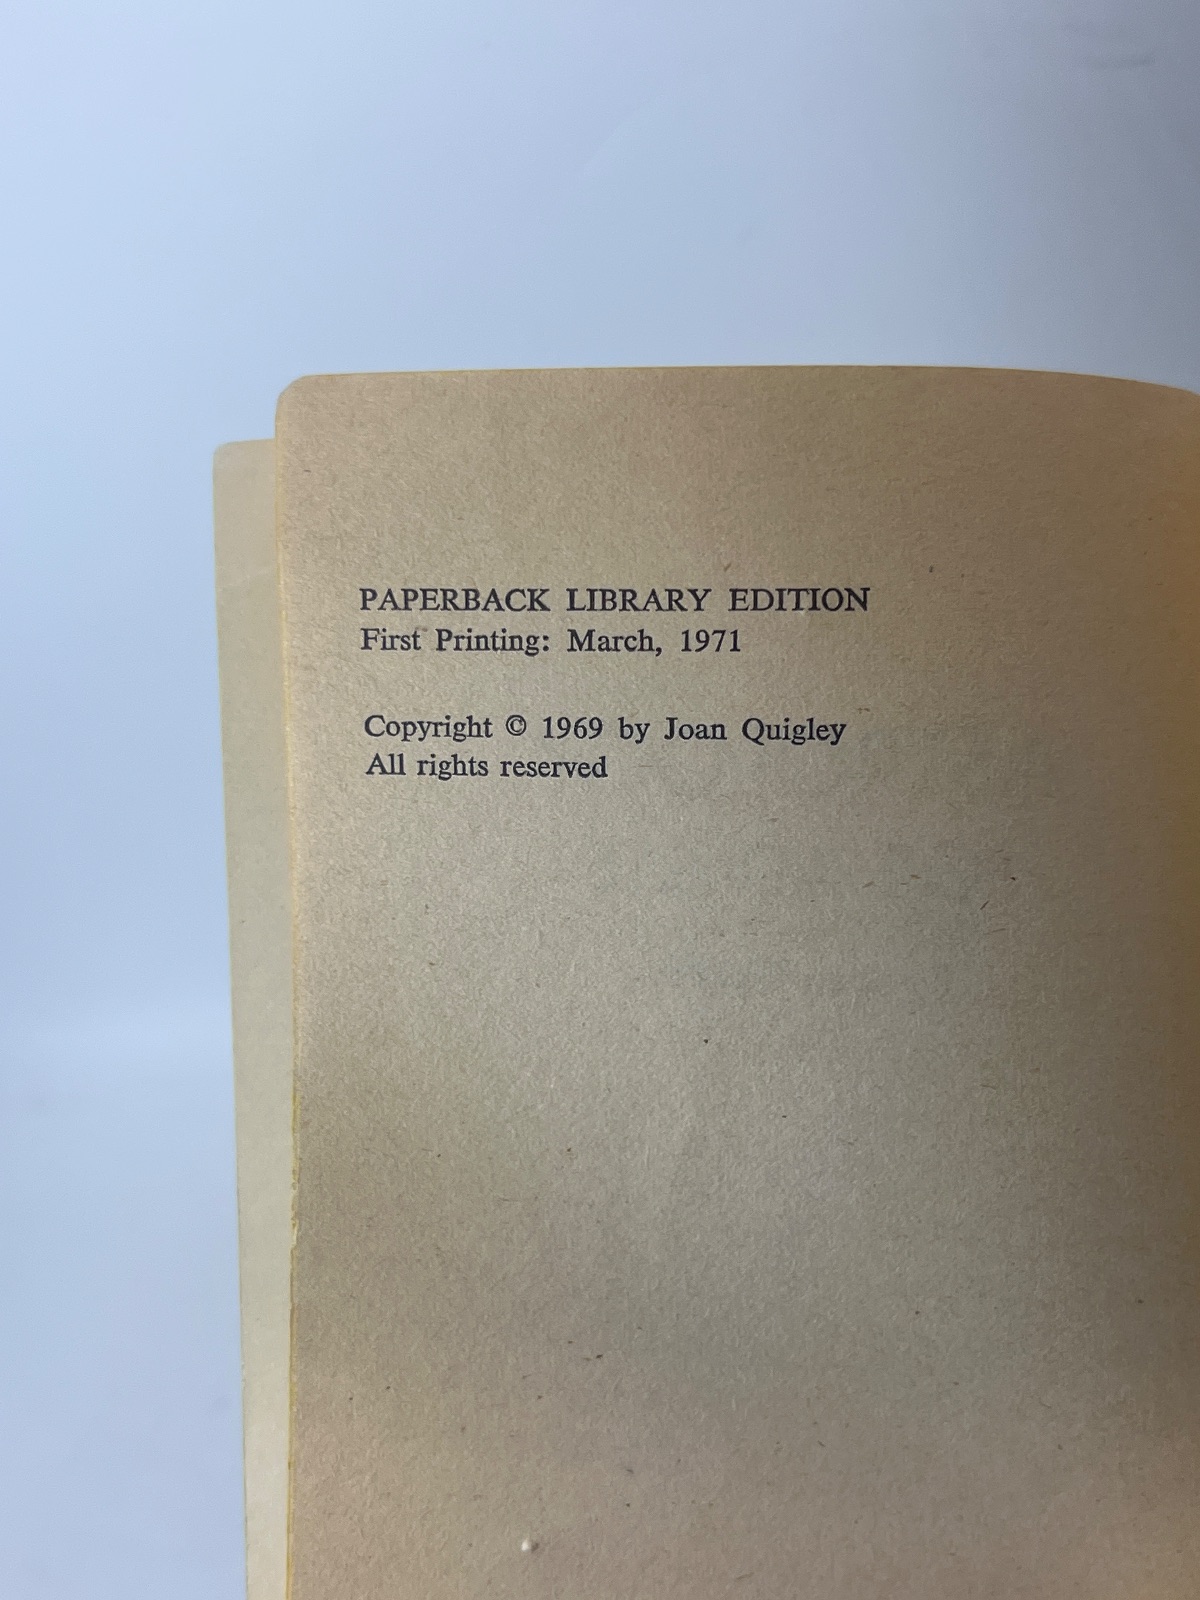 PAPERBACK LIBRARY EDITION
First Printing: March, 1971
Copyright © 1969 by Joan Quigley
All rights reserved